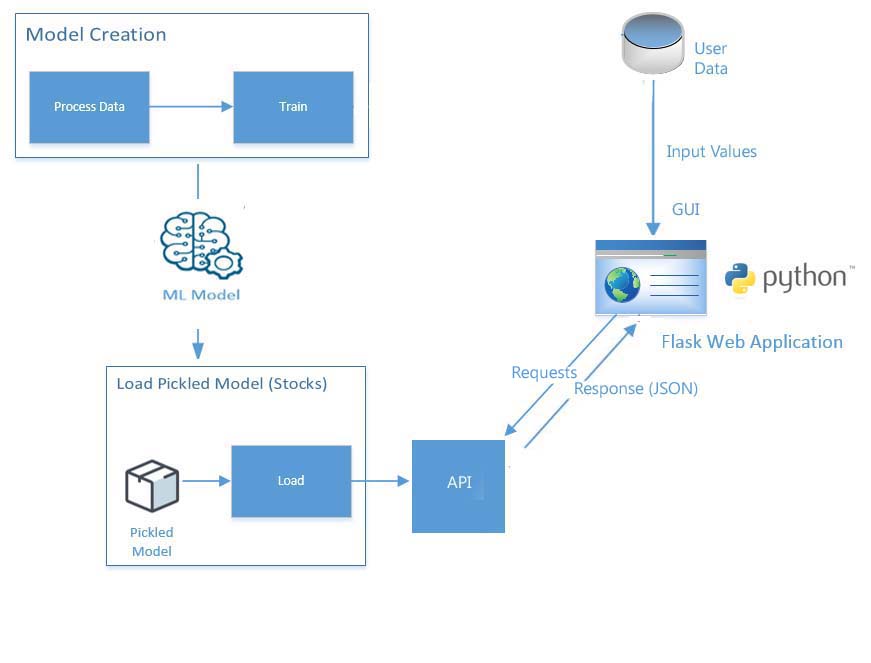 Model Creation
Process Data
Train
ML Model
Load Pickled Model (Stocks)
Load
Pickled
Model
API
User
Data
Input Values
GUI
python™
Flask Web Application
Requests
Response (JSON)